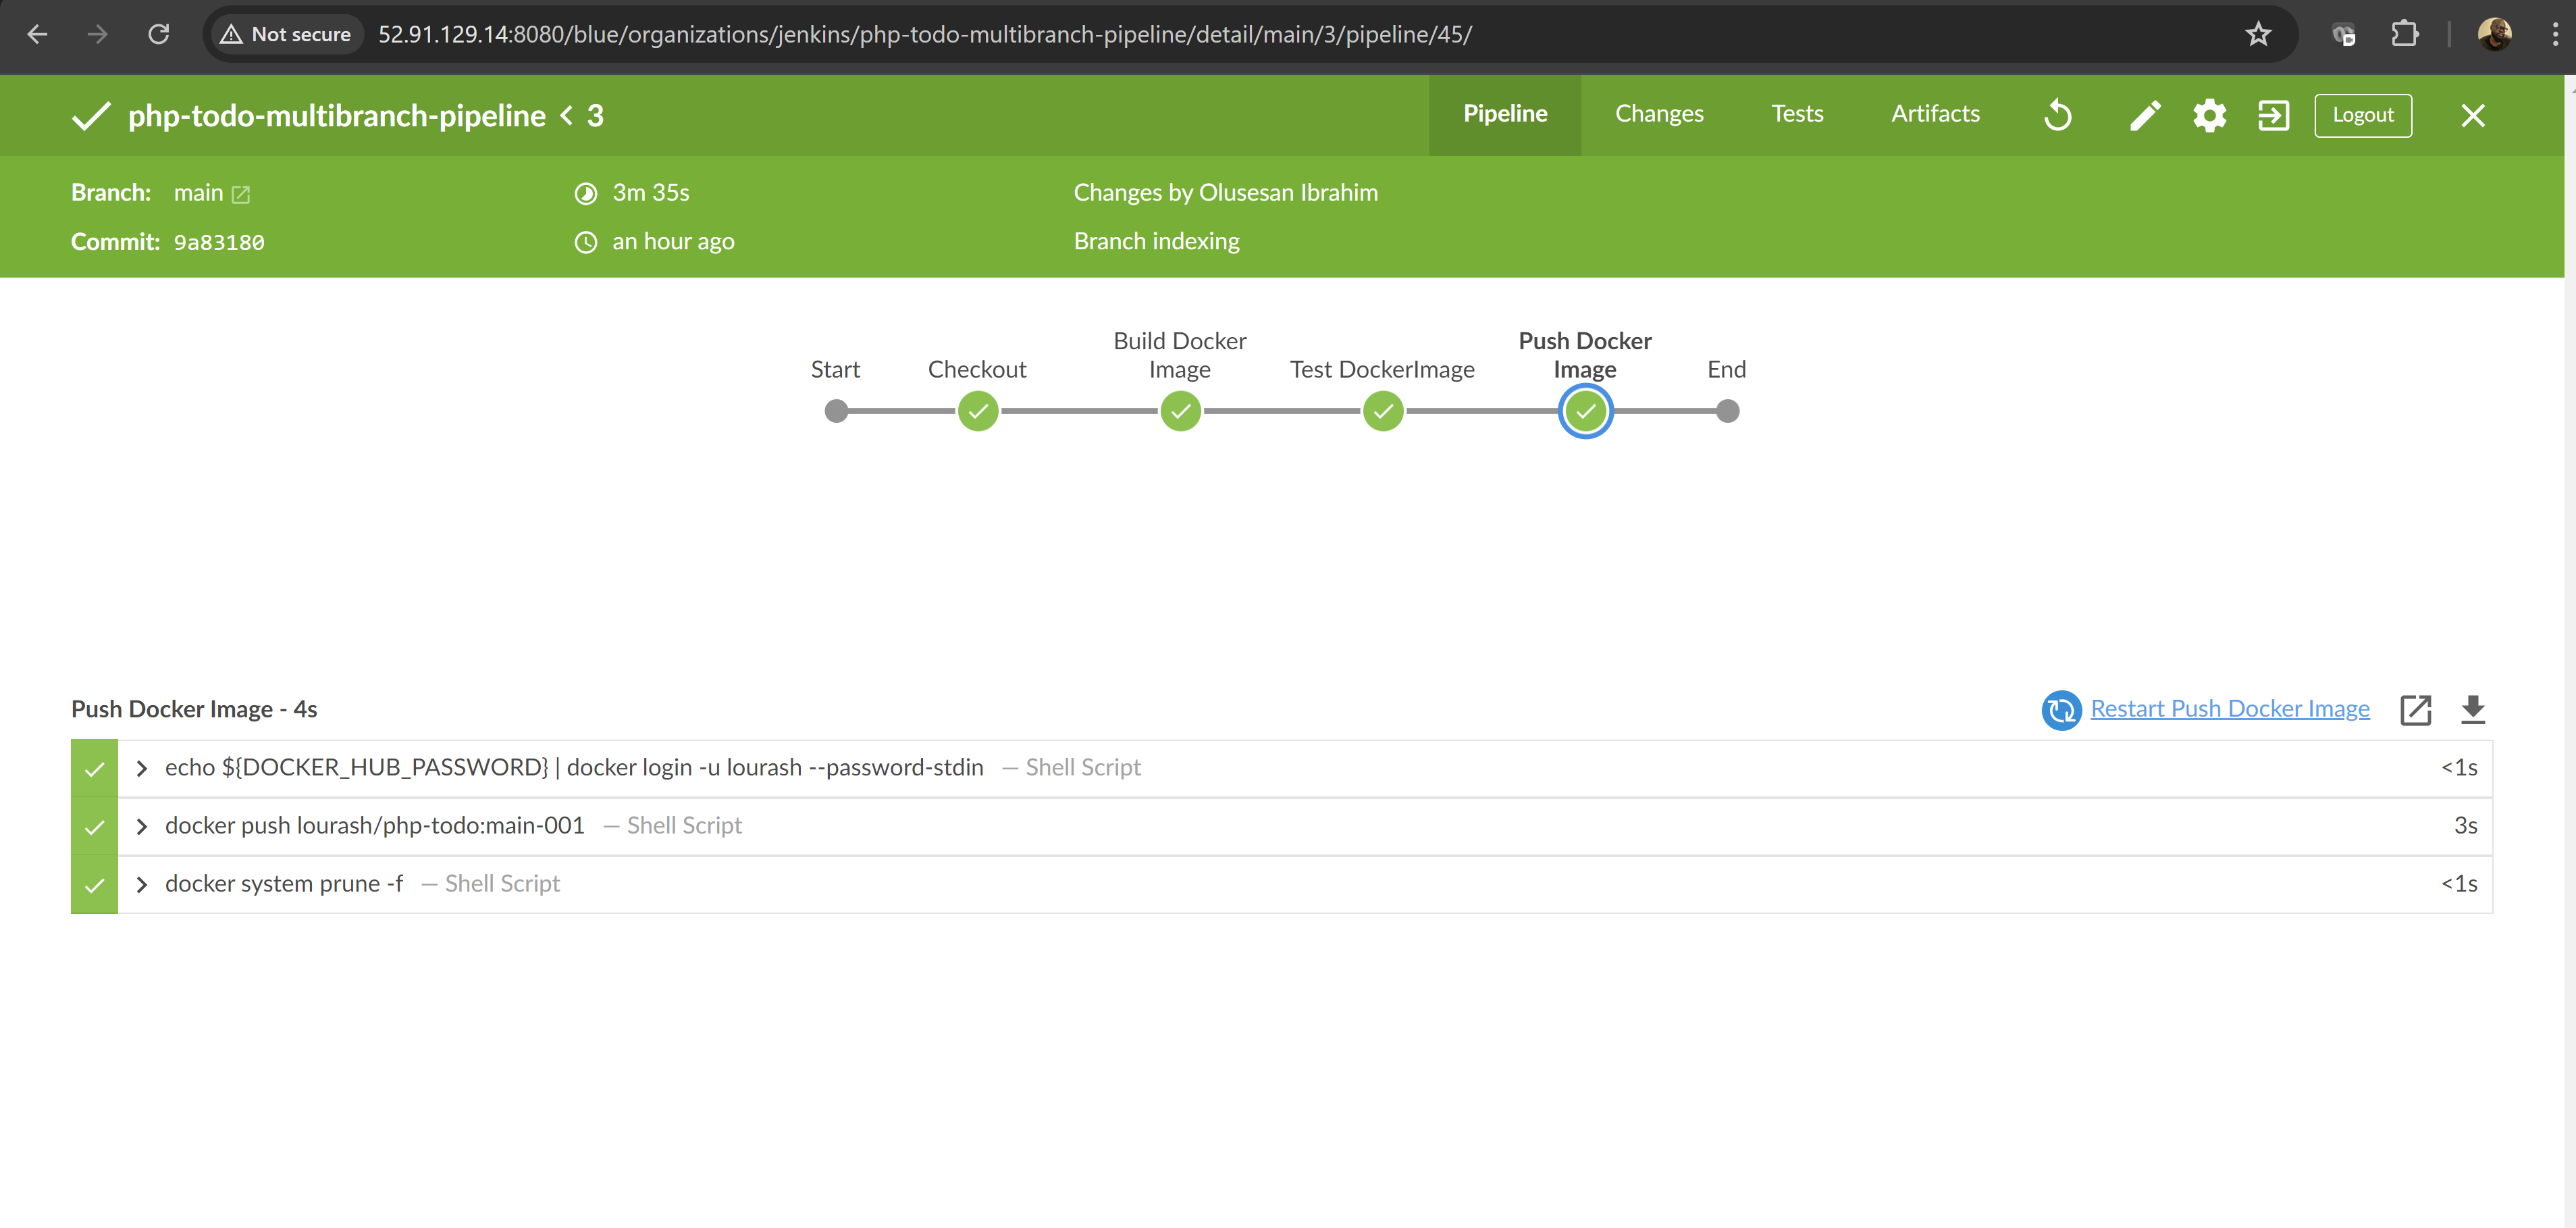 Not secure 52.91.129.14:8080/blue/organizations/jenkins/php-todo-multibranch-pipeline/detail/main/3/pipeline/45/
php-todo-multibranch-pipeline < 3 Pipeline Changes Tests Artifacts Logout
Branch: main 3m 35s Changes by Olusesan Ibrahim
Commit: 9a83180 an hour ago Branch indexing
Start Checkout Build Docker Image Test DockerImage Push Docker Image End
Push Docker Image - 4s Restart Push Docker Image
echo ${DOCKER_HUB_PASSWORD} | docker login -u lourash --password-stdin — Shell Script <1s
docker push lourash/php-todo:main-001 — Shell Script 3s
docker system prune -f — Shell Script <1s